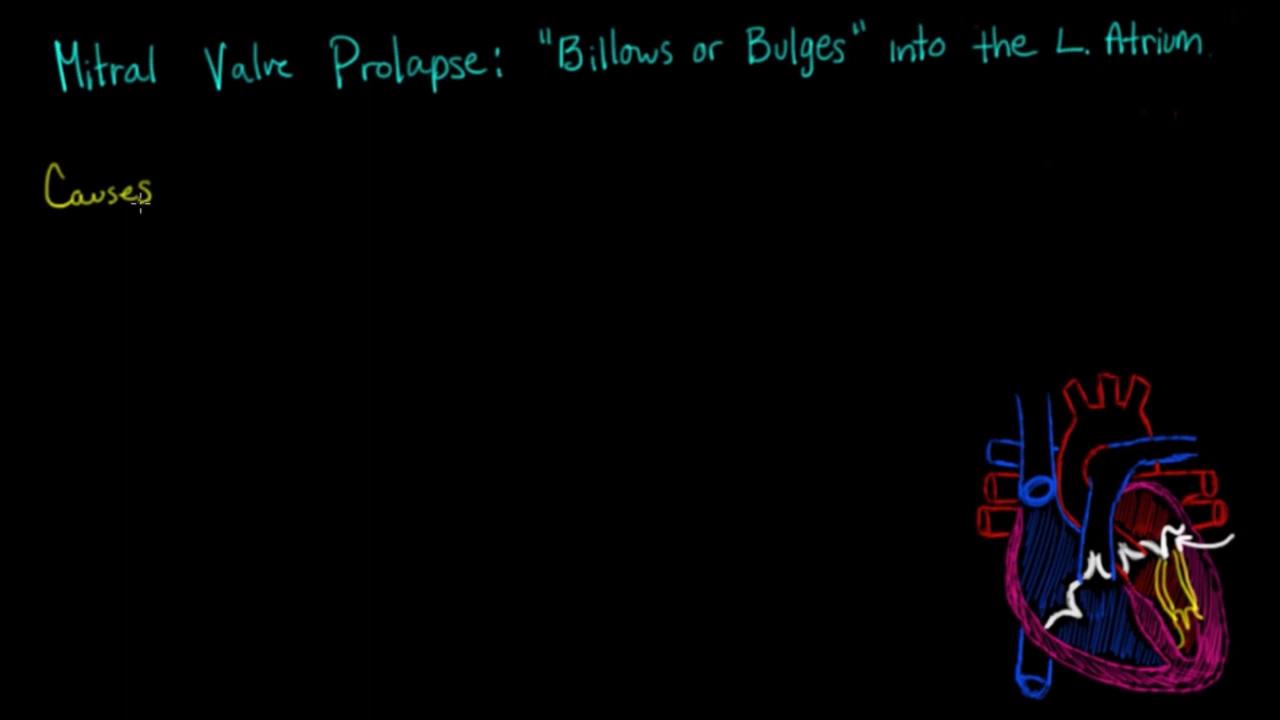 Mitral Valve Prolapse: "Billows or Bulges" into the L. Atrium
Causes